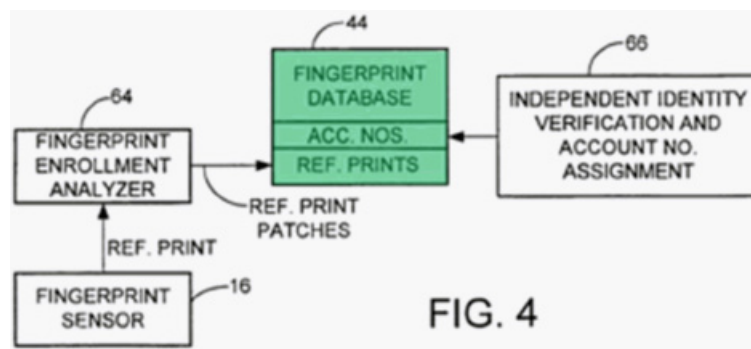 44
FINGERPRINT
DATABASE
ACC. NOS.
REF. PRINTS
66
INDEPENDENT IDENTITY
VERIFICATION AND
ACCOUNT NO.
ASSIGNMENT
64
FINGERPRINT
ENROLLMENT
ANALYZER
REF. PRINT
PATCHES
REF. PRINT
FINGERPRINT
SENSOR
16
FIG. 4